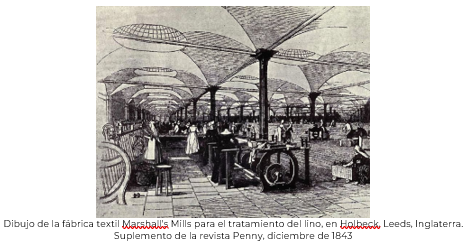 Dibujo de la fábrica textil Marshall's Mills para el tratamiento del lino, en Holbeck, Leeds, Inglaterra.
Suplemento de la revista Penny, diciembre de 1843